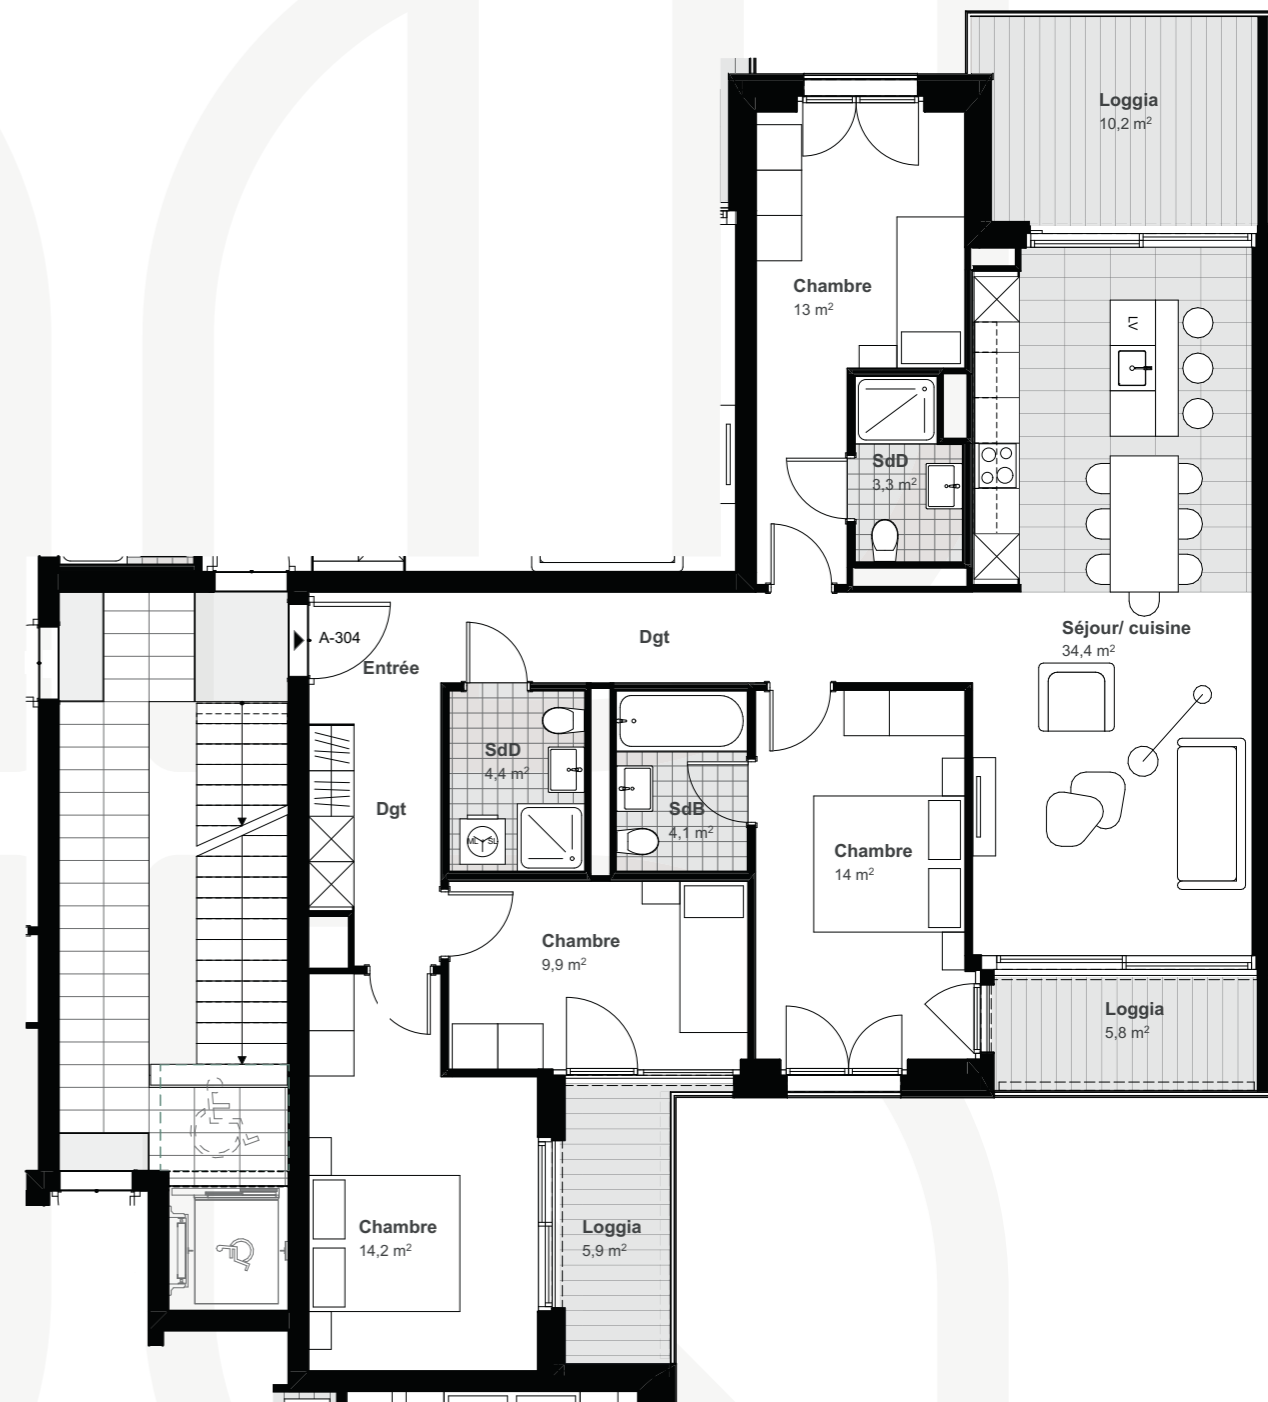 Loggia
10,2 m²
Chambre
13 m²
LV
SdD
3,3 m²
A-304
Entrée
Dgt
Séjour/ cuisine
34,4 m²
SdD
4,4 m²
Dgt
SdB
4,1 m²
ML
SL
Chambre
14 m²
Chambre
9,9 m²
Loggia
5,8 m²
Chambre
14,2 m²
Loggia
5,9 m²